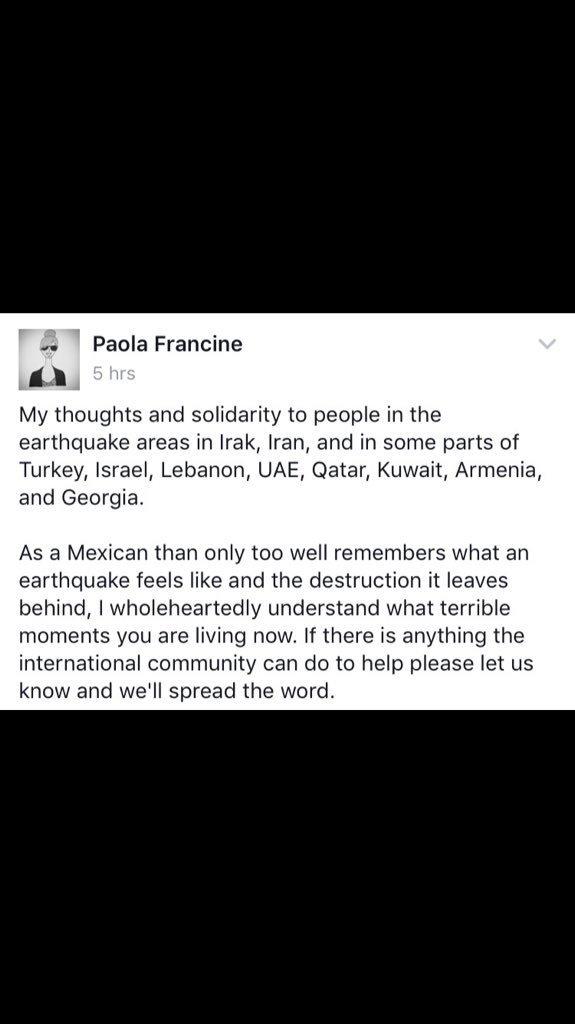 Paola Francine
5 hrs
My thoughts and solidarity to people in the
earthquake areas in Irak, Iran, and in some parts of
Turkey, Israel, Lebanon, UAE, Qatar, Kuwait, Armenia,
and Georgia.
As a Mexican than only too well remembers what an
earthquake feels like and the destruction it leaves
behind, I wholeheartedly understand what terrible
moments you are living now. If there is anything the
international community can do to help please let us
know and we'll spread the word.